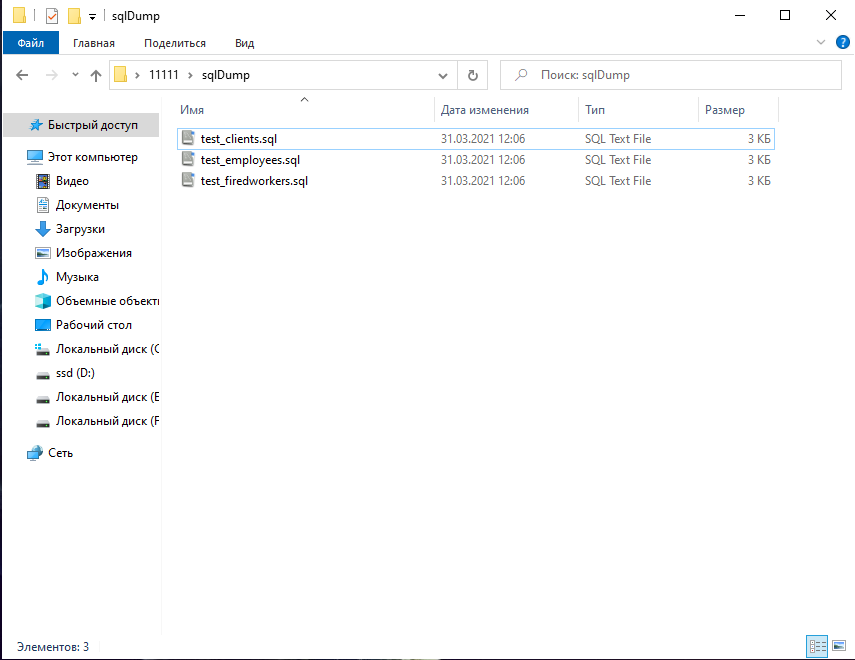 sqlDump
Файл Главная Поделиться Вид
11111 sqlDump Поиск: sqlDump
Имя Дата изменения Тип Размер
Быстрый доступ
Этот компьютер
Видео
Документы
Загрузки
Изображения
Музыка
Объемные объекты
Рабочий стол
Локальный диск (C
ssd (D:)
Локальный диск (E
Локальный диск (F
Сеть
test_clients.sql 31.03.2021 12:06 SQL Text File 3 КБ
test_employees.sql 31.03.2021 12:06 SQL Text File 3 КБ
test_firedworkers.sql 31.03.2021 12:06 SQL Text File 3 КБ
Элементов: 3